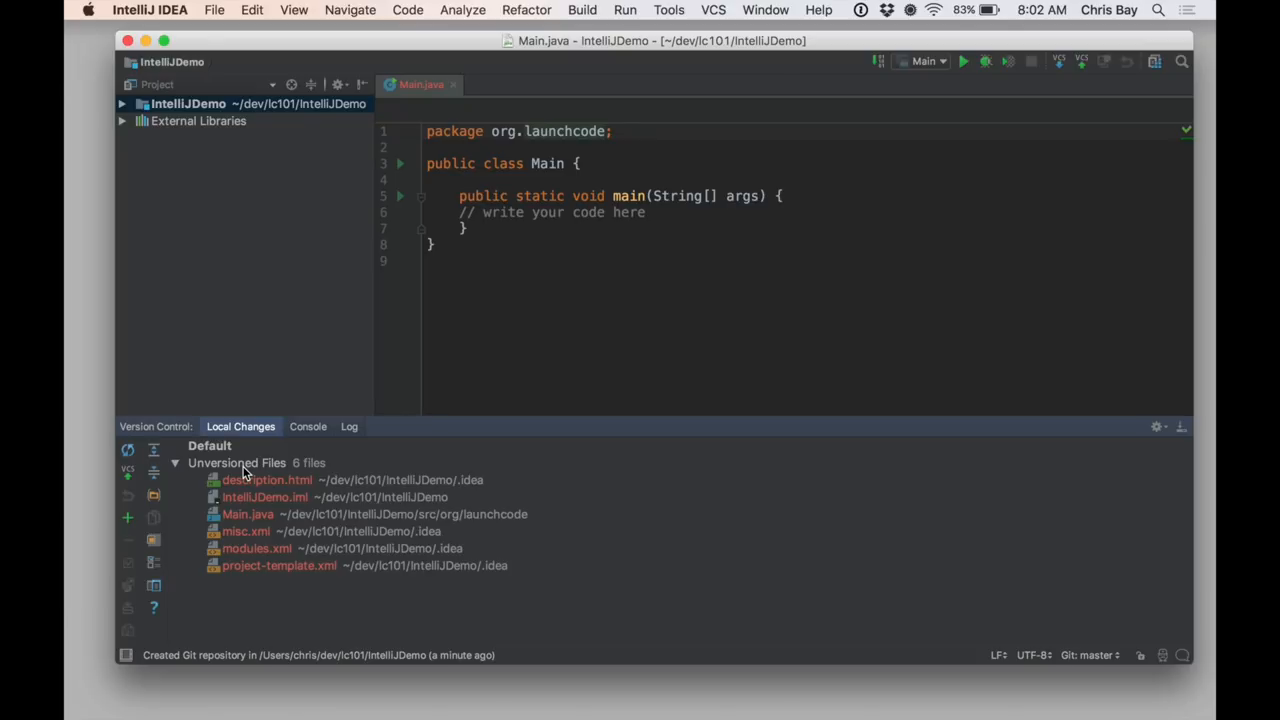 IntelliJ IDEA File Edit View Navigate Code Analyze Refactor Build Run Tools VCS Window Help 83% 8:02 AM Chris Bay
Main.java - IntelliJDemo - [~/dev/lc101/IntelliJDemo]
IntelliJDemo Main
Project Main.java
IntelliJDemo ~/dev/lc101/IntelliJDemo
External Libraries
1 package org.launchcode;
2
3 public class Main {
4
5 public static void main(String[] args) {
6 // write your code here
7 }
8 }
9
Version Control: Local Changes Console Log
Default
Unversioned Files 6 files
description.html ~/dev/lc101/IntelliJDemo/.idea
IntelliJDemo.iml ~/dev/lc101/IntelliJDemo
Main.java ~/dev/lc101/IntelliJDemo/src/org/launchcode
misc.xml ~/dev/lc101/IntelliJDemo/.idea
modules.xml ~/dev/lc101/IntelliJDemo/.idea
project-template.xml ~/dev/lc101/IntelliJDemo/.idea
Created Git repository in /Users/chris/dev/lc101/IntelliJDemo (a minute ago) LF UTF-8 Git: master